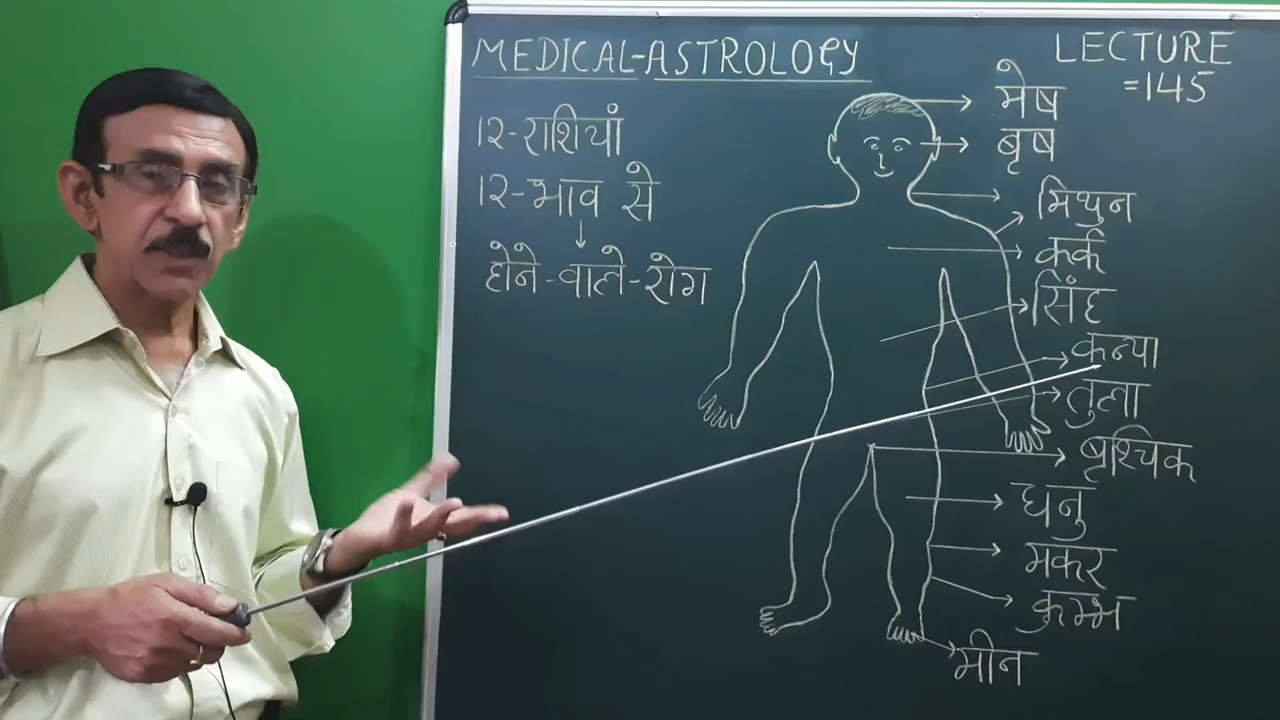 MEDICAL-ASTROLOGY
LECTURE
=145
१२-राशियाँ
१२-भाव से
होने-वाले-रोग
मेष
बृष
मिथुन
कर्क
सिंह
कन्या
तुला
बृश्चिक
धनु
मकर
कुम्भ
मीन